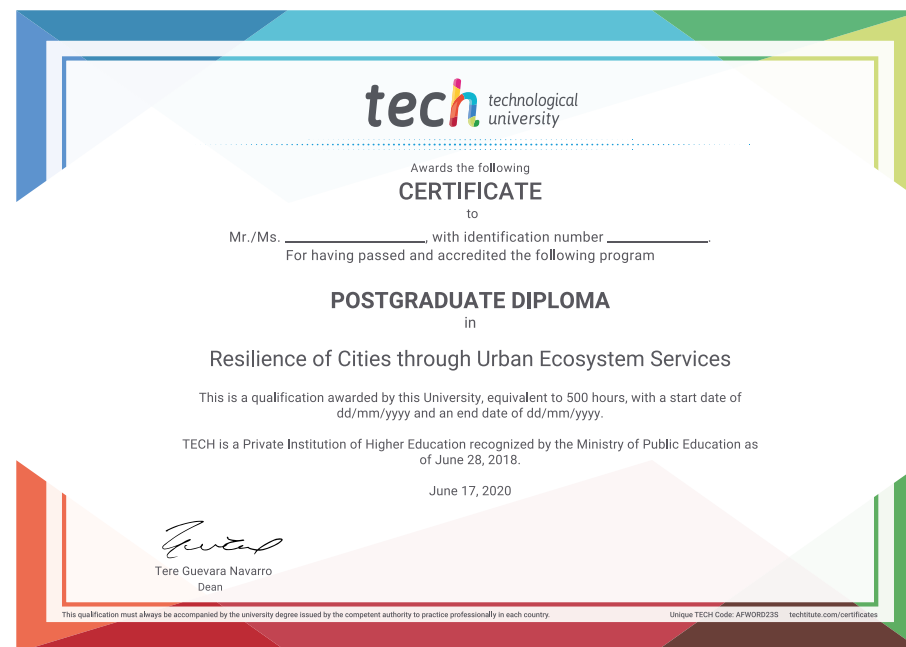 tech technological
university
Awards the following
CERTIFICATE
to
Mr./Ms. ____________________, with identification number ______________.
For having passed and accredited the following program
POSTGRADUATE DIPLOMA
in
Resilience of Cities through Urban Ecosystem Services
This is a qualification awarded by this University, equivalent to 500 hours, with a start date of
dd/mm/yyyy and an end date of dd/mm/yyyy.
TECH is a Private Institution of Higher Education recognized by the Ministry of Public Education as
of June 28, 2018.
June 17, 2020
Tere Guevara Navarro
Dean
This qualification must always be accompanied by the university degree issued by the competent authority to practice professionally in each country.
Unique TECH Code: AFWORD23S techtitute.com/certificates